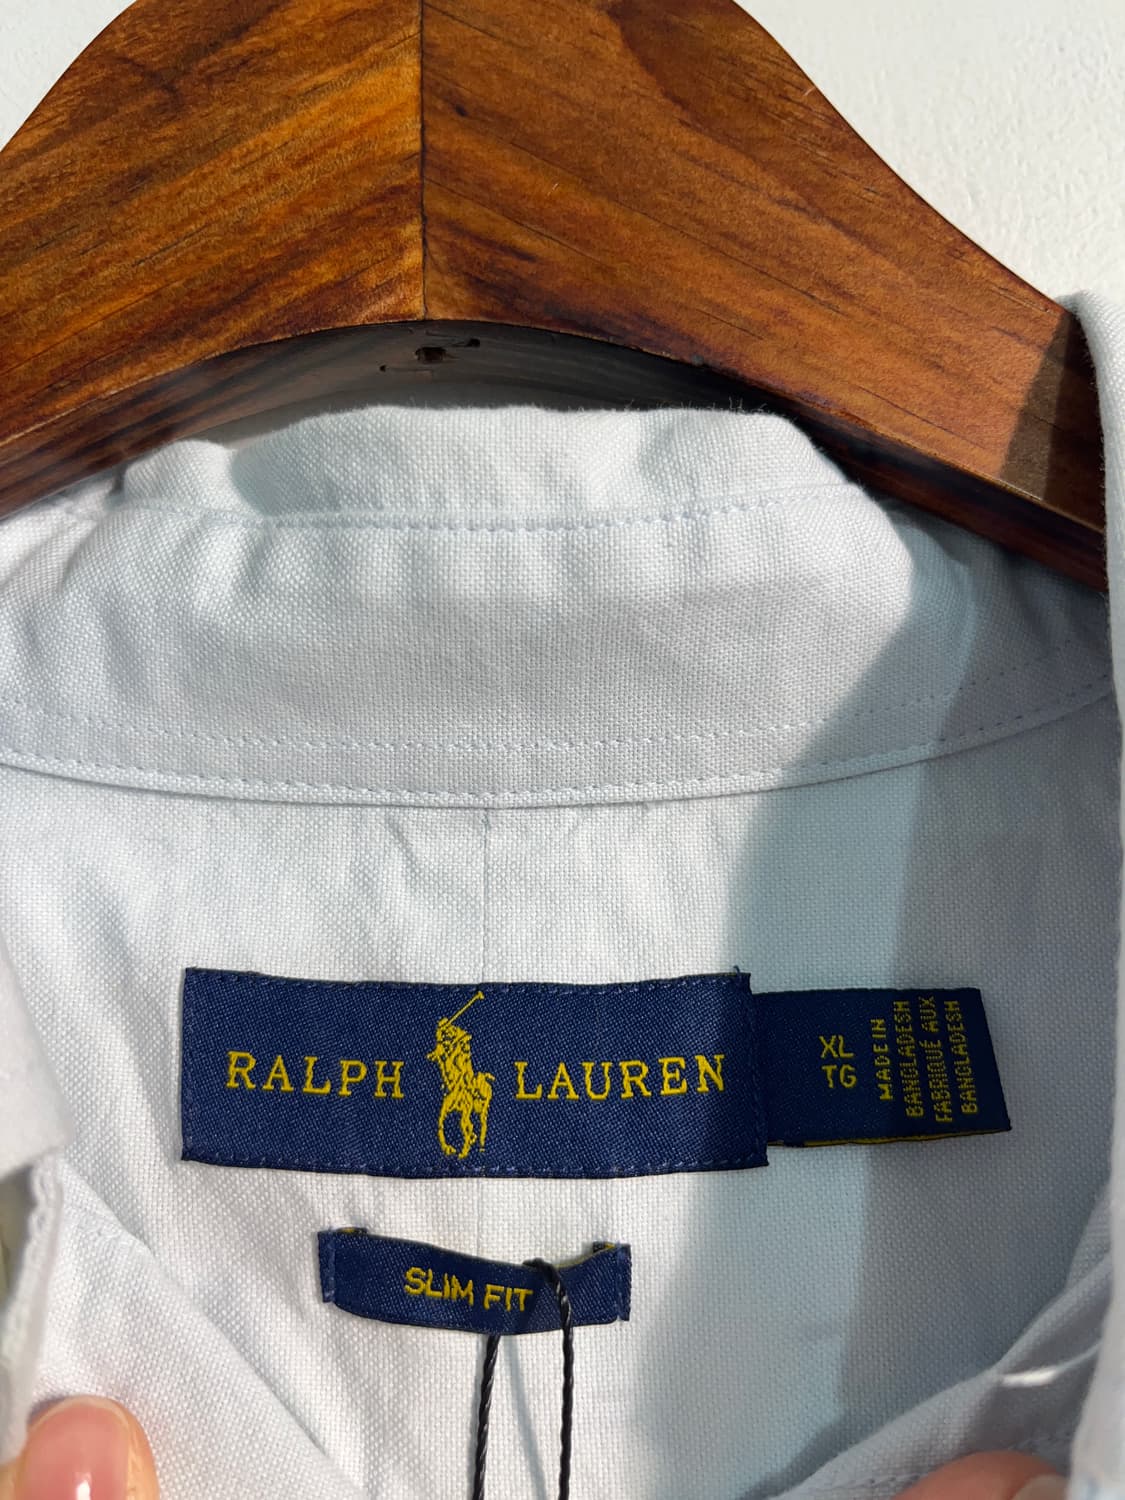 RALPH LAUREN
XL
TG
MADE IN
BANGLADESH
FABRIQUÉ AUX
BANGLADESH
SLIM FIT